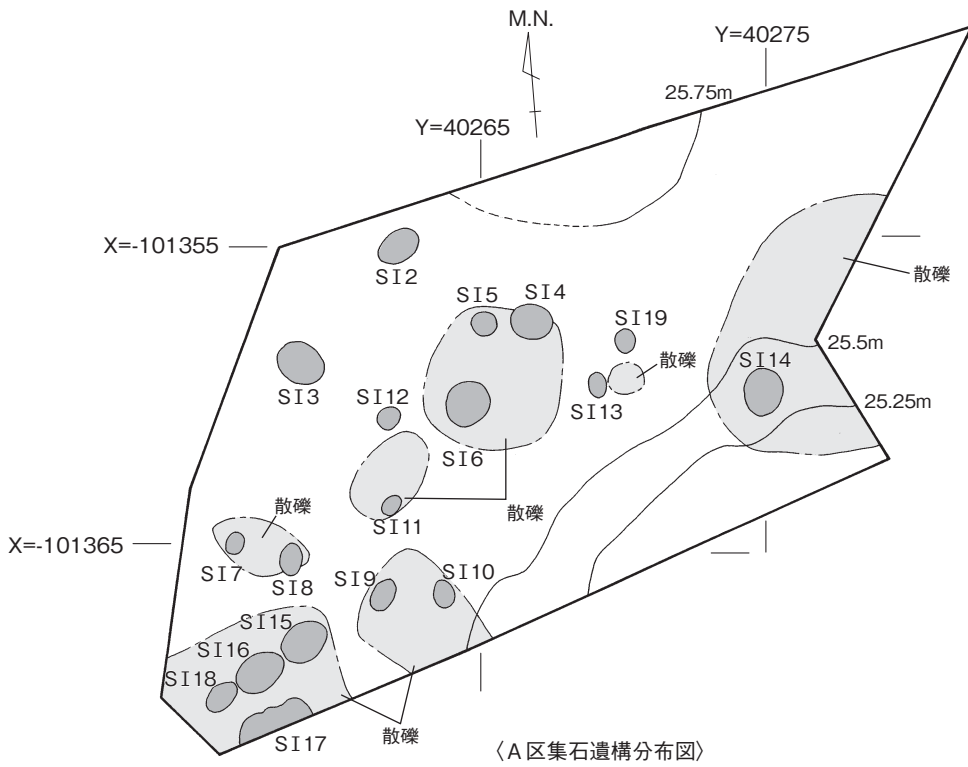 M.N.
Y=40275
25.75m
Y=40265
X=-101355
SI2
散礫
SI5
SI4
SI19
散礫
25.5m
SI14
SI3
SI12
SI13
25.25m
SI6
散礫
SI11
散礫
X=-101365
SI7
SI8
SI9
SI10
SI15
SI16
SI18
散礫
SI17
〈A区集石遺構分布図〉